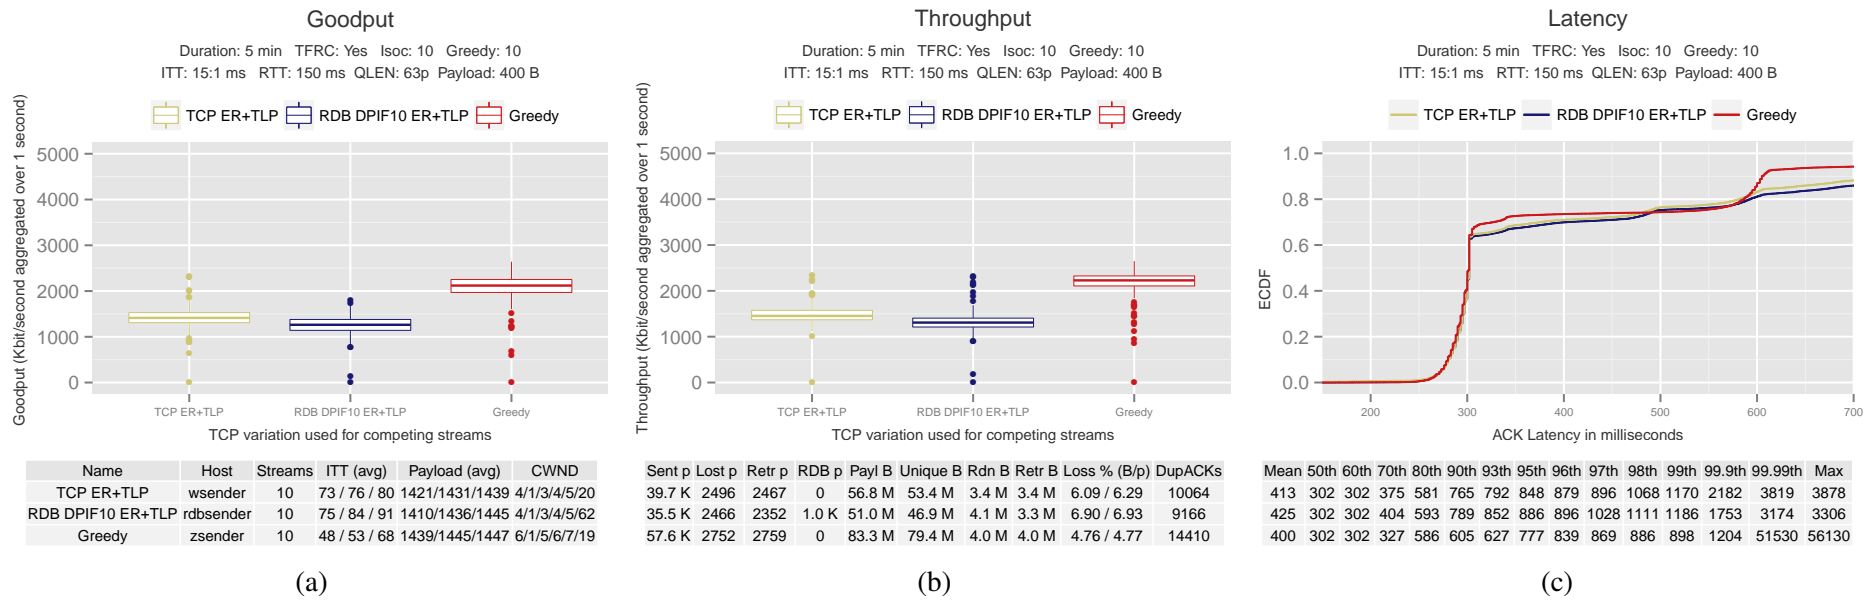 Goodput
Duration: 5 min TFRC: Yes Isoc: 10 Greedy: 10
ITT: 15:1 ms RTT: 150 ms QLEN: 63p Payload: 400 B
TCP ER+TLP RDB DPIF10 ER+TLP Greedy
Goodput (Kbit/second aggregated over 1 second)
5000
4000
3000
2000
1000
0
TCP ER+TLP RDB DPIF10 ER+TLP Greedy
TCP variation used for competing streams
Name Host Streams ITT (avg) Payload (avg) CWND
TCP ER+TLP wsender 10 73 / 76 / 80 1421/1431/1439 4/1/3/4/5/20
RDB DPIF10 ER+TLP rdbsender 10 75 / 84 / 91 1410/1436/1445 4/1/3/4/5/62
Greedy zsender 10 48 / 53 / 68 1439/1445/1447 6/1/5/6/7/19
(a)
Throughput
Duration: 5 min TFRC: Yes Isoc: 10 Greedy: 10
ITT: 15:1 ms RTT: 150 ms QLEN: 63p Payload: 400 B
TCP ER+TLP RDB DPIF10 ER+TLP Greedy
Throughput (Kbit/second aggregated over 1 second)
5000
4000
3000
2000
1000
0
TCP ER+TLP RDB DPIF10 ER+TLP Greedy
TCP variation used for competing streams
Sent p Lost p Retr p RDB p Payl B Unique B Rdn B Retr B Loss % (B/p) DupACKs
39.7 K 2496 2467 0 56.8 M 53.4 M 3.4 M 3.4 M 6.09 / 6.29 10064
35.5 K 2466 2352 1.0 K 51.0 M 46.9 M 4.1 M 3.3 M 6.90 / 6.93 9166
57.6 K 2752 2759 0 83.3 M 79.4 M 4.0 M 4.0 M 4.76 / 4.77 14410
(b)
Latency
Duration: 5 min TFRC: Yes Isoc: 10 Greedy: 10
ITT: 15:1 ms RTT: 150 ms QLEN: 63p Payload: 400 B
TCP ER+TLP RDB DPIF10 ER+TLP Greedy
ECDF
1.0
0.8
0.6
0.4
0.2
0.0
200 300 400 500 600 700
ACK Latency in milliseconds
Mean 50th 60th 70th 80th 90th 93th 95th 96th 97th 98th 99th 99.9th 99.99th Max
413 302 302 375 581 765 792 848 879 896 1068 1170 2182 3819 3878
425 302 302 404 593 789 852 886 896 1028 1111 1186 1753 3174 3306
400 302 302 327 586 605 627 777 839 869 886 898 1204 51530 56130
(c)